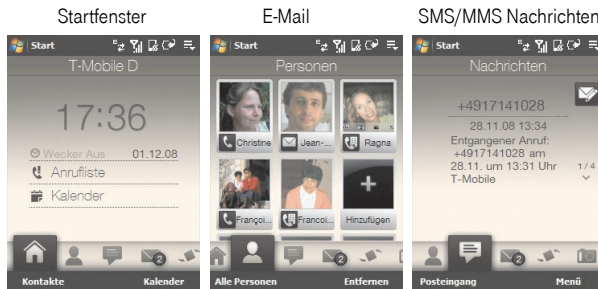 Startfenster
E-Mail
SMS/MMS Nachrichten
Start
T-Mobile D
17:36
Wecker Aus 01.12.08
Anrufliste
Kalender
2
Kontakte Kalender
Start
Personen
Christine
Jean-...
Ragna
Françoi...
Francoi...
Hinzufügen
2
Alle Personen Entfernen
Start
Nachrichten
+4917141028
28.11.08 13:34
Entgangener Anruf:
+4917141028 am
28.11. um 13:31 Uhr
T-Mobile
1 / 4
2
Posteingang Menü